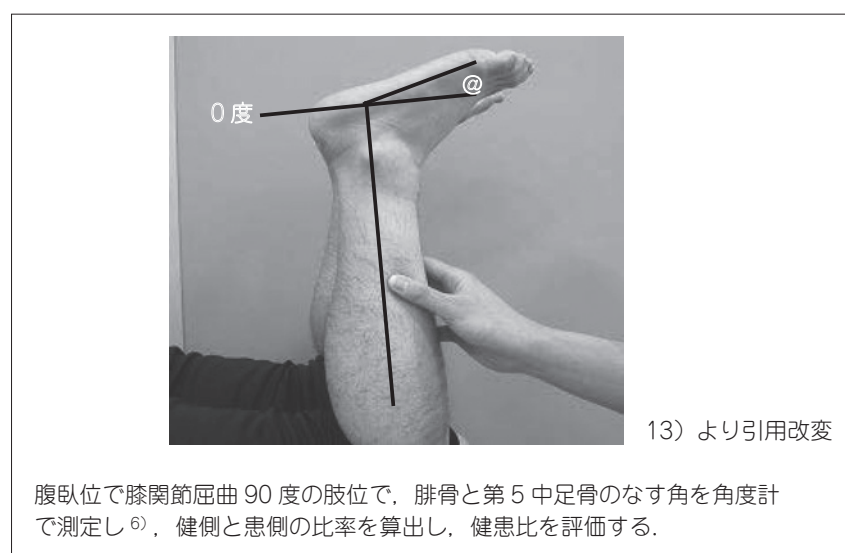 @
0度
13）より引用改変
腹臥位で膝関節屈曲 90 度の肢位で，腓骨と第 5 中足骨のなす角を角度計
で測定し 6)，健側と患側の比率を算出し，健患比を評価する．